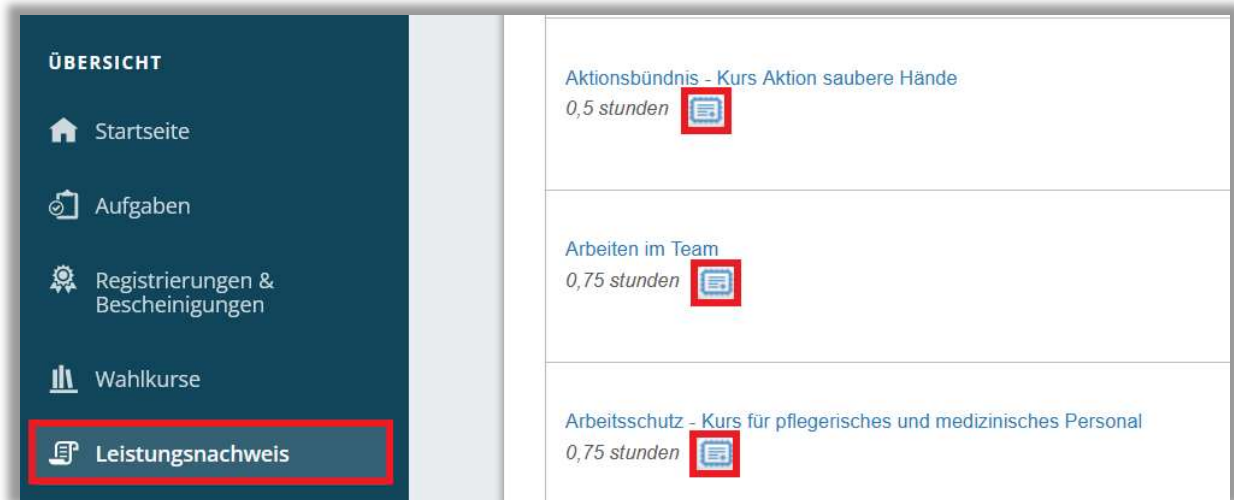 ÜBERSICHT
Startseite
Aufgaben
Registrierungen &
Bescheinigungen
Wahlkurse
Leistungsnachweis
Aktionsbündnis - Kurs Aktion saubere Hände
0,5 stunden
Arbeiten im Team
0,75 stunden
Arbeitsschutz - Kurs für pflegerisches und medizinisches Personal
0,75 stunden